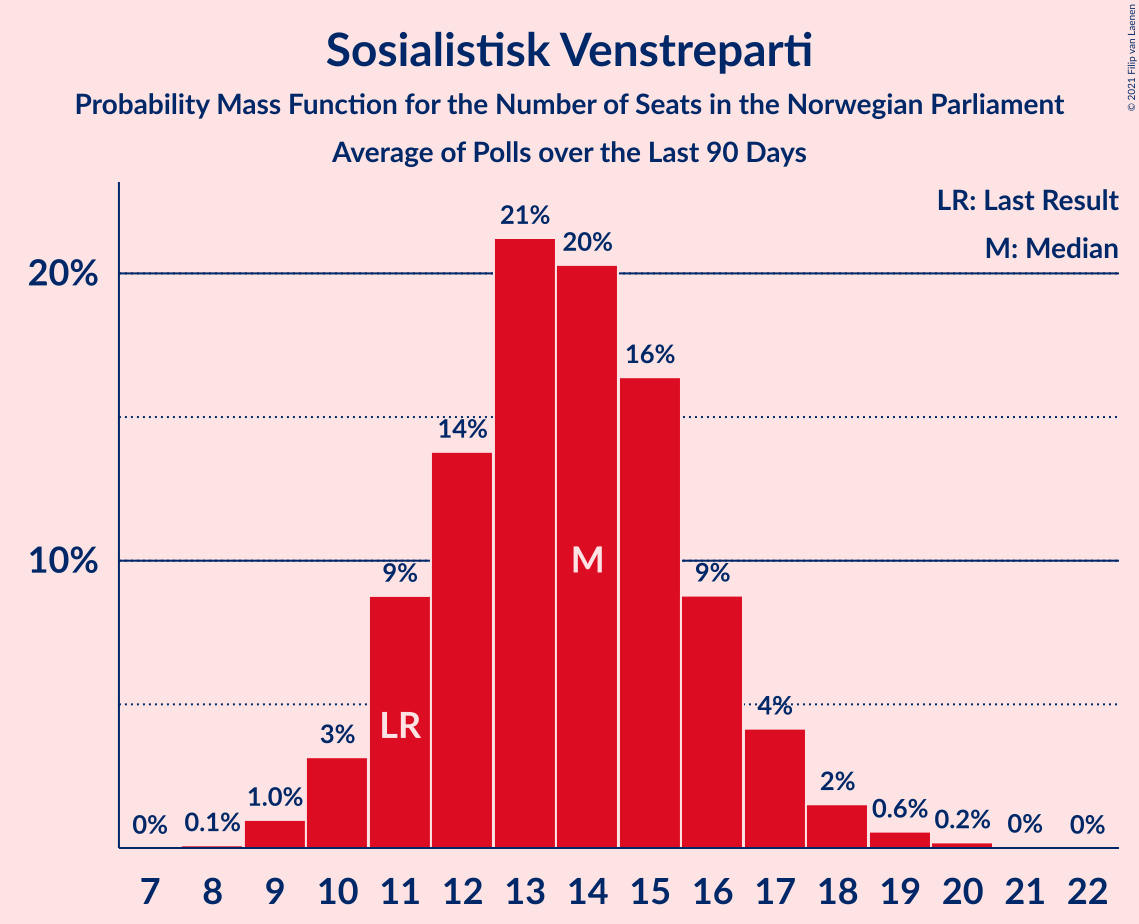 Sosialistisk Venstreparti
Probability Mass Function for the Number of Seats in the Norwegian Parliament
Average of Polls over the Last 90 Days
© 2021 Filip van Laenen
LR: Last Result
M: Median
20%
10%
0%
0.1%
1.0%
3%
9%
14%
21%
20%
16%
9%
4%
2%
0.6%
0.2%
0%
0%
LR
M
7 8 9 10 11 12 13 14 15 16 17 18 19 20 21 22